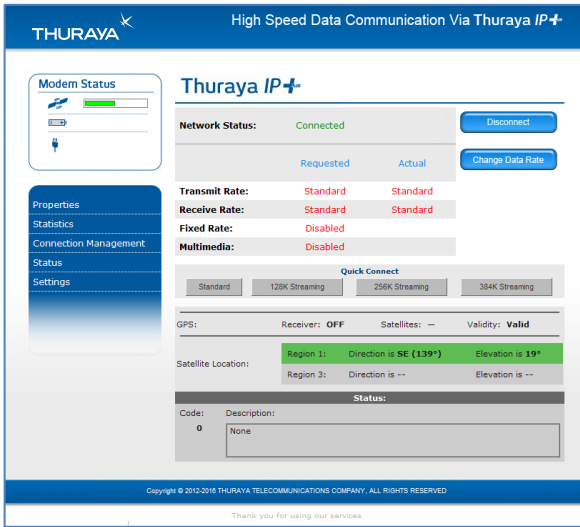 THURAYA
High Speed Data Communication Via Thuraya IP+
Modem Status
Thuraya IP+
Network Status: Connected
Disconnect
Requested Actual
Change Data Rate
Transmit Rate: Standard Standard
Receive Rate: Standard Standard
Fixed Rate: Disabled
Multimedia: Disabled
Properties
Statistics
Connection Management
Status
Settings
Quick Connect
Standard 128K Streaming 256K Streaming 384K Streaming
GPS: Receiver: OFF Satellites: — Validity: Valid
Satellite Location:
Region 1: Direction is SE (139°) Elevation is 19°
Region 3: Direction is -- Elevation is --
Status:
Code: Description:
0 None
Copyright © 2012-2016 THURAYA TELECOMMUNICATIONS COMPANY, ALL RIGHTS RESERVED
Thank you for using our services